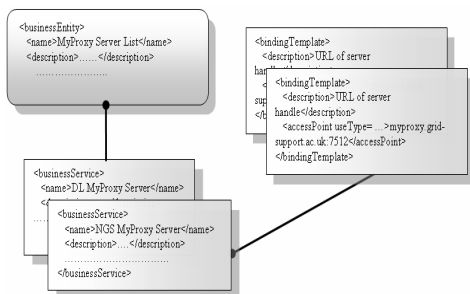 <businessEntity>
<name>MyProxy Server List</name>
<description>……</description>
……………………
<bindingTemplate>
<description>URL of server
<bindingTemplate>
<description>URL of server
handle</description>
<accessPoint useType= …>myproxy.grid-
support.ac.uk:7512</accessPoint>
</bindingTemplate>
<businessService>
<name>DL MyProxy Server</name>
<businessService>
<name>NGS MyProxy Server</name>
<description>….</description>
………………………………
</businessService>